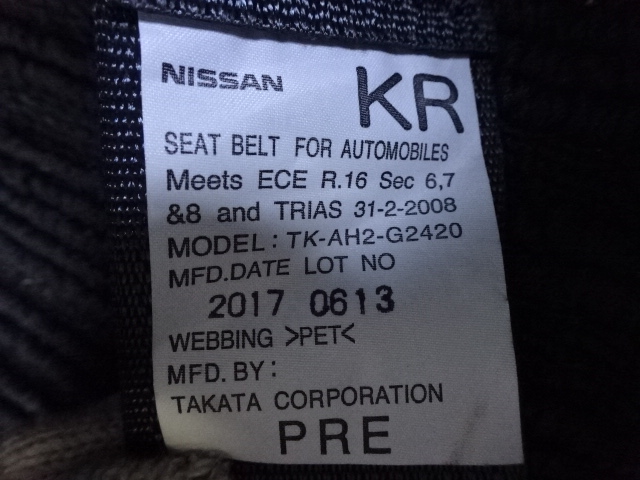 NISSAN KR
SEAT BELT FOR AUTOMOBILES
Meets ECE R.16 Sec 6,7
&8 and TRIAS 31-2-2008
MODEL: TK-AH2-G2420
MFD.DATE LOT NO
2017 0613
WEBBING >PET<
MFD. BY:
TAKATA CORPORATION
PRE